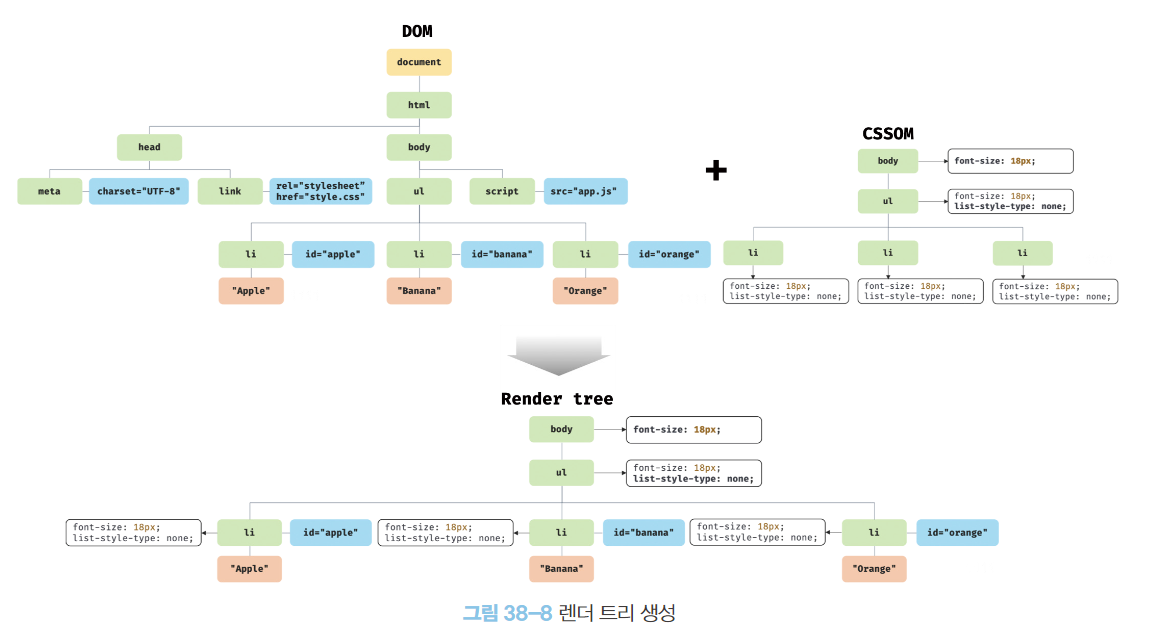 DOM
document
html
head
body
meta
charset="UTF-8"
link
rel="stylesheet"
href="style.css"
ul
script
src="app.js"
li
id="apple"
li
id="banana"
li
id="orange"
"Apple"
"Banana"
"Orange"
+
CSSOM
body
font-size: 18px;
ul
font-size: 18px;
list-style-type: none;
li
li
li
font-size: 18px;
list-style-type: none;
font-size: 18px;
list-style-type: none;
font-size: 18px;
list-style-type: none;
Render tree
body
font-size: 18px;
ul
font-size: 18px;
list-style-type: none;
font-size: 18px;
list-style-type: none;
li
id="apple"
font-size: 18px;
list-style-type: none;
li
id="banana"
font-size: 18px;
list-style-type: none;
li
id="orange"
"Apple"
"Banana"
"Orange"
그림 38-8 렌더 트리 생성